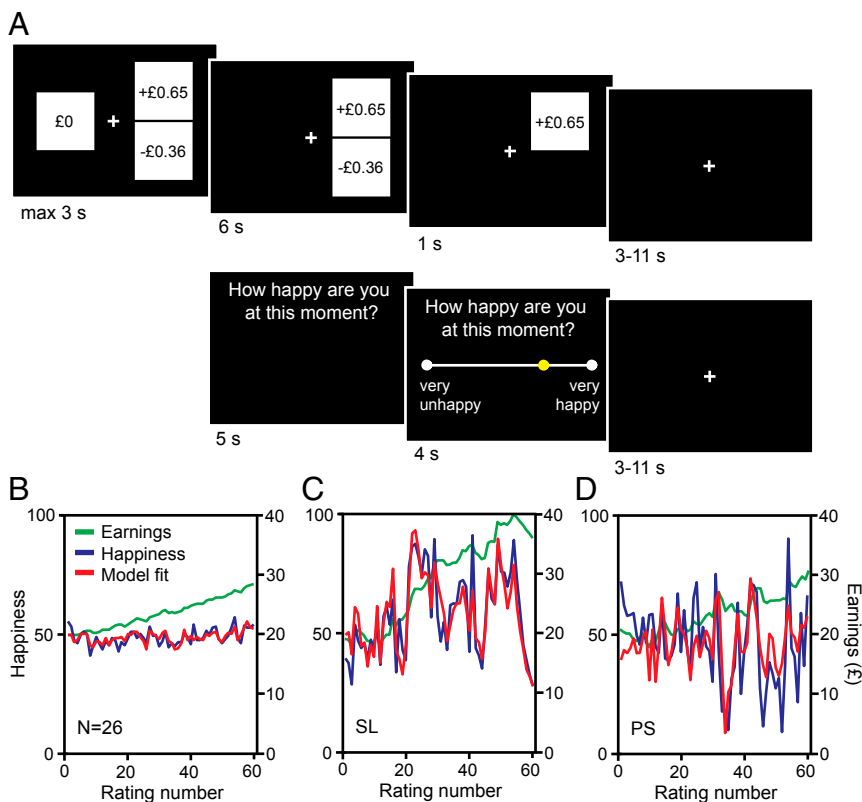 A
£0
+
+£0.65
-£0.36
max 3 s
+
+£0.65
-£0.36
6 s
+
+£0.65
1 s
+
3-11 s
How happy are you
at this moment?
5 s
How happy are you
at this moment?
very
unhappy
very
happy
4 s
+
3-11 s
B
100
50
0
Happiness
Earnings
Happiness
Model fit
N=26
40
30
20
10
0
0 20 40 60
Rating number
C
100
50
0
SL
40
30
20
10
0
0 20 40 60
Rating number
D
100
50
0
PS
40
30
20
10
0
Earnings (£)
0 20 40 60
Rating number